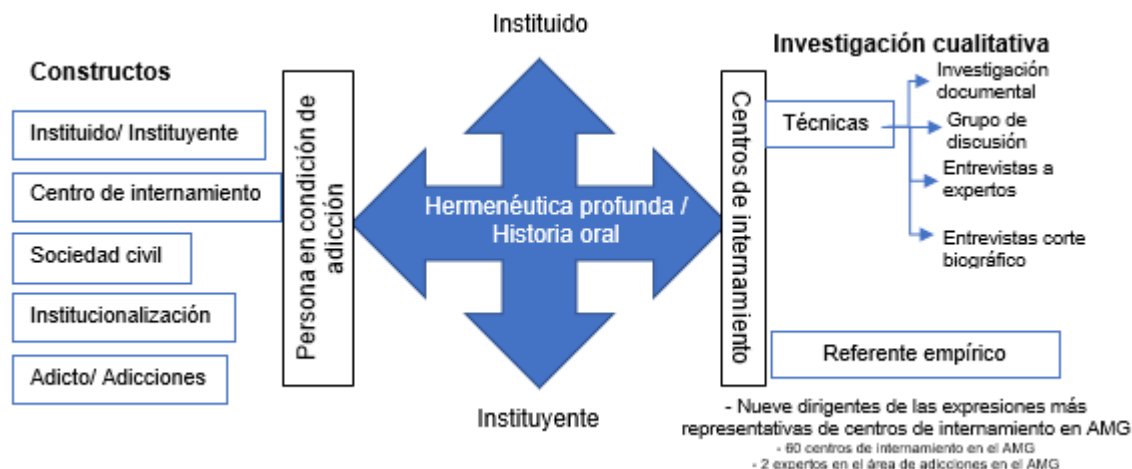 Instituido
Constructos
Instituido/ Instituyente
Centro de internamiento
Sociedad civil
Institucionalización
Adicto/ Adicciones
Persona en condición de
adicción
Hermenéutica profunda /
Historia oral
Instituyente
Centros de internamiento
Investigación cualitativa
Técnicas
Investigación
documental
Grupo de
discusión
Entrevistas a
expertos
Entrevistas corte
biográfico
Referente empírico
- Nueve dirigentes de las expresiones más
representativas de centros de internamiento en AMG
- 60 centros de internamiento en el AMG
- 2 expertos en el área de adicciones en el AMG